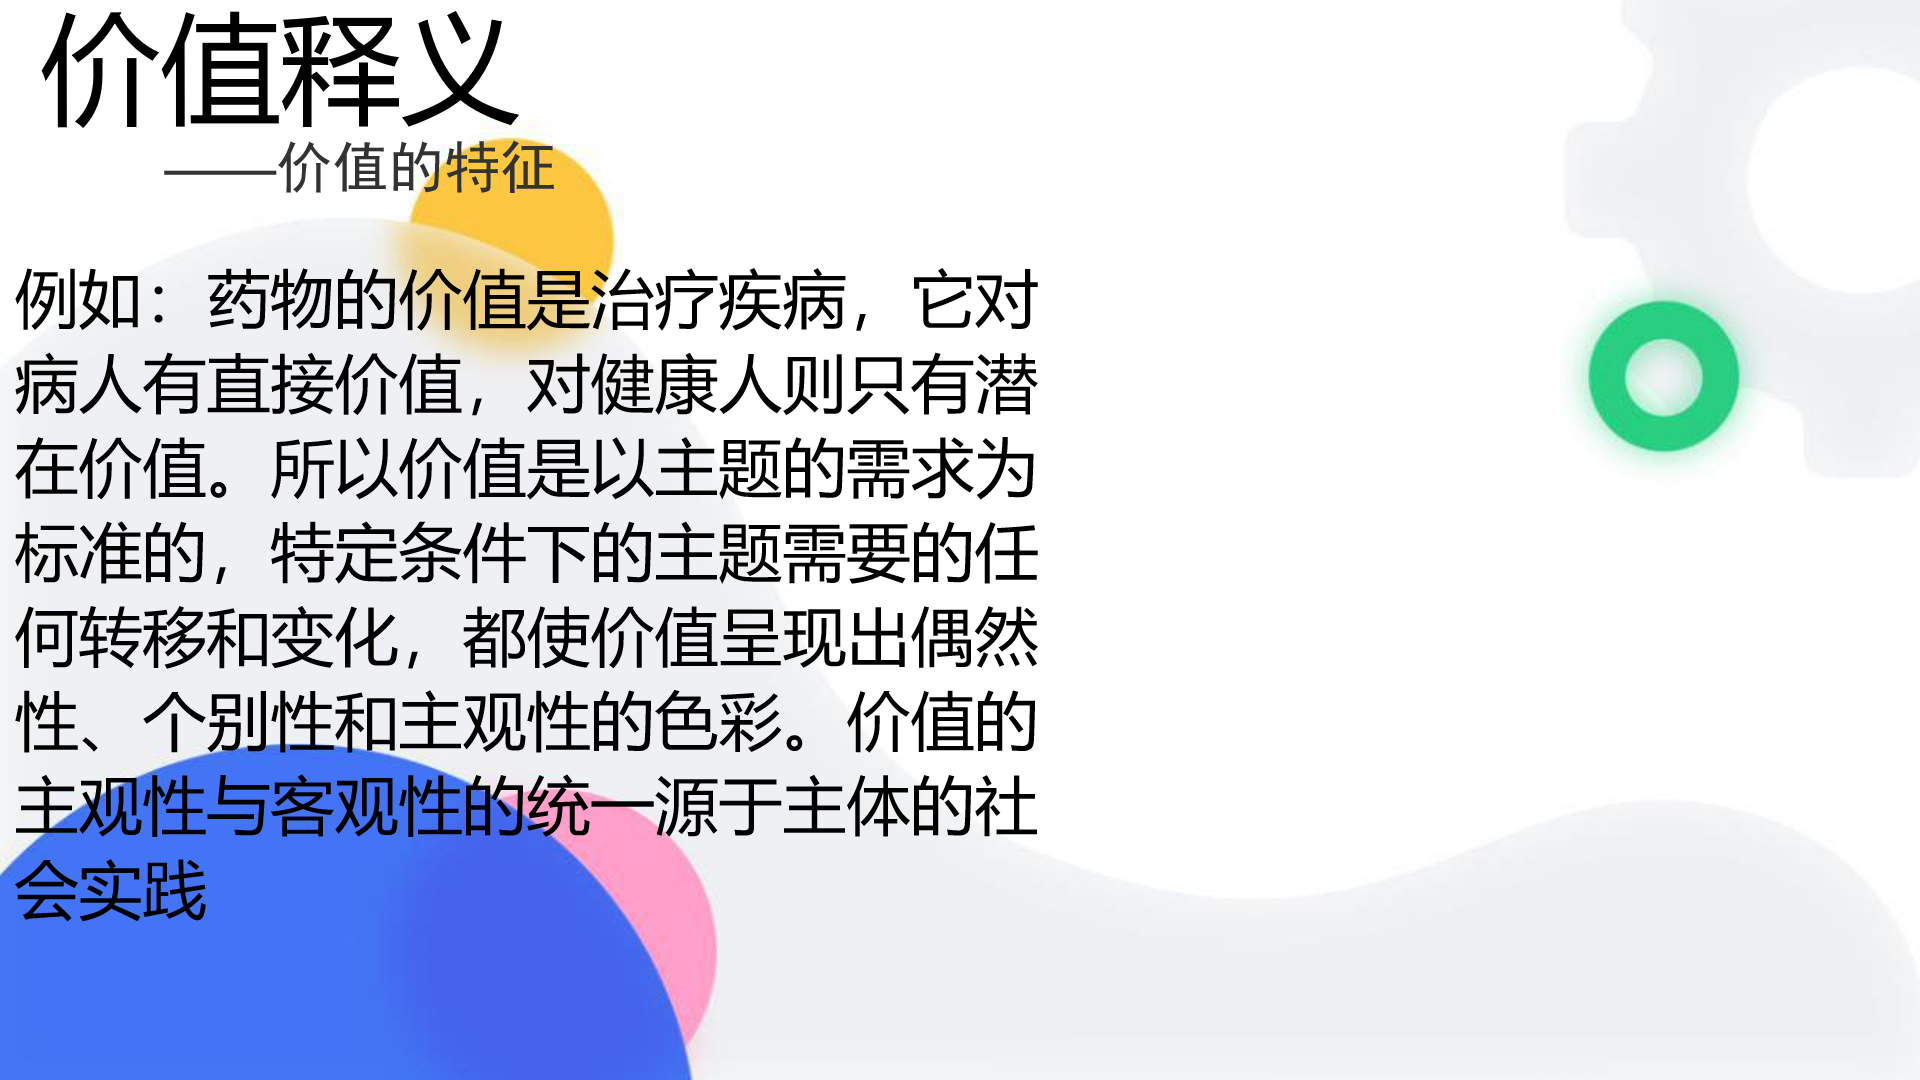 价值释义
——价值的特征
例如：药物的价值是治疗疾病，它对
病人有直接价值，对健康人则只有潜
在价值。所以价值是以主题的需求为
标准的，特定条件下的主题需要的任
何转移和变化，都使价值呈现出偶然
性、个别性和主观性的色彩。价值的
主观性与客观性的统一源于主体的社
会实践